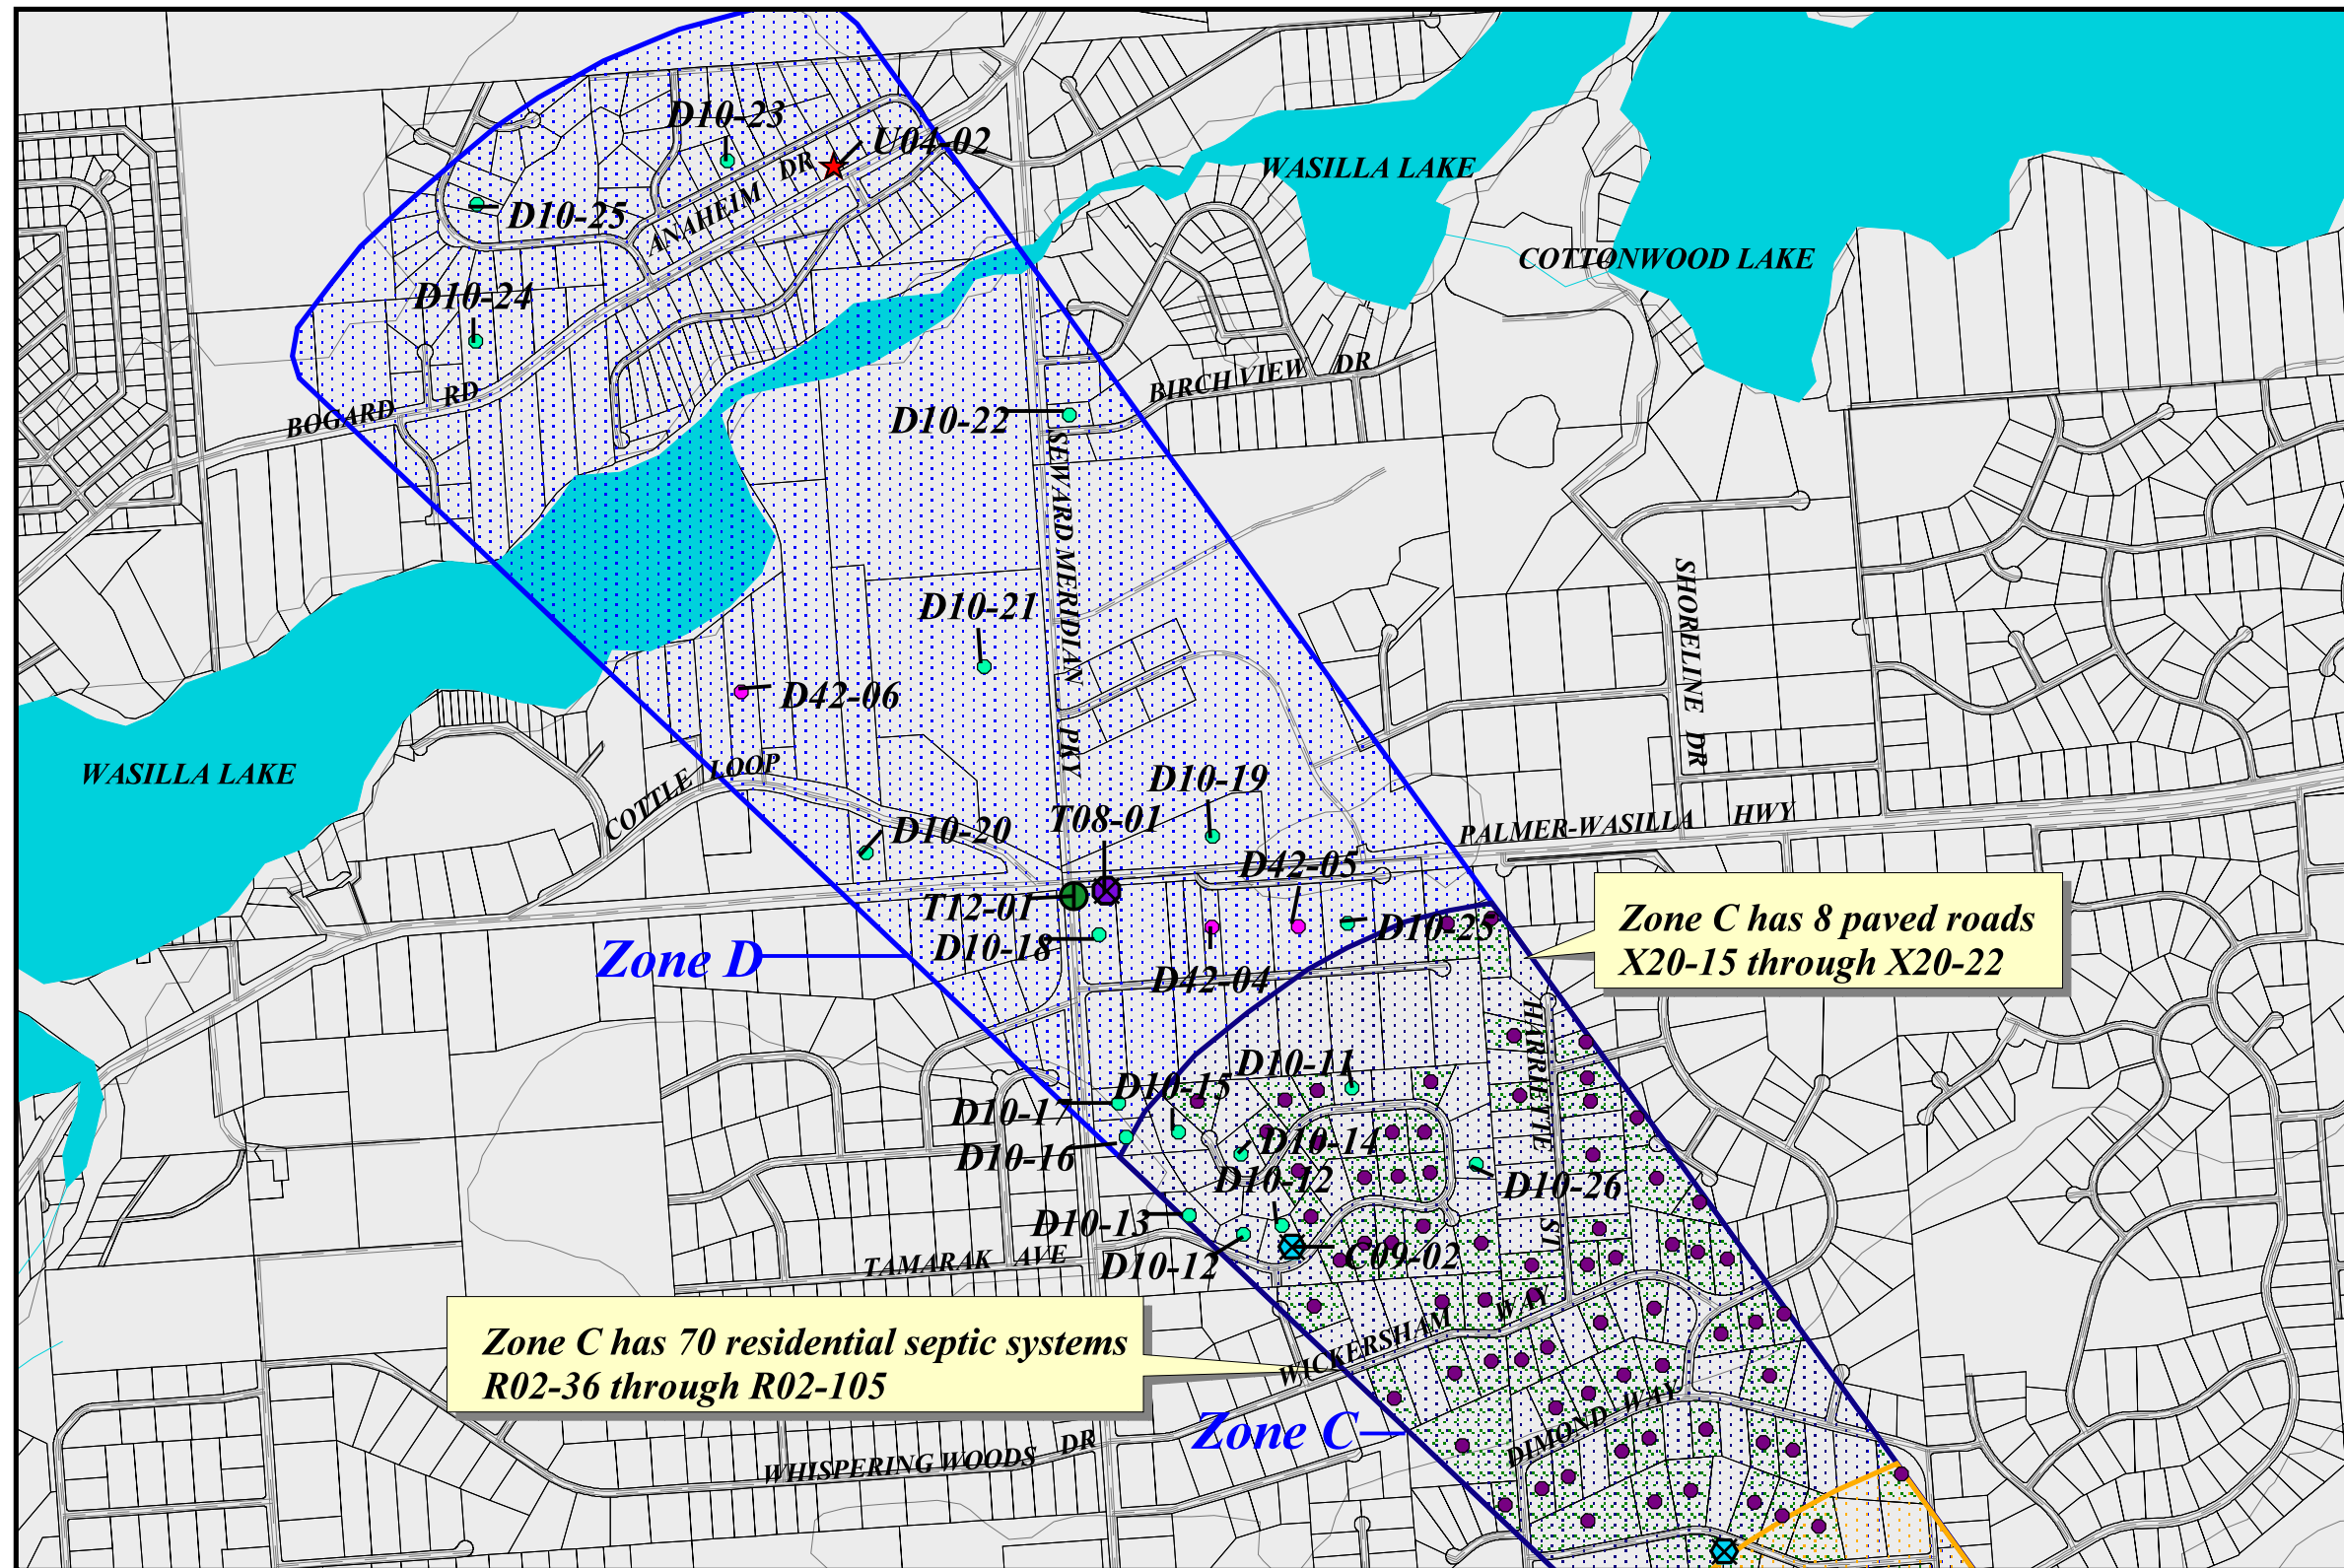 D10-23
U04-02
WASILLA LAKE
ANAHEIM DR
D10-25
COTTONWOOD LAKE
D10-24
BIRCH VIEW DR
BOGARD RD
D10-22
SEWARD MERIDIAN PKY
D10-21
SHORELINE DR
D42-06
WASILLA LAKE
COTTLE LOOP
D10-19
T08-01
PALMER-WASILLA HWY
D10-20
D42-05
T12-01
D10-25
D10-18
Zone D
D42-04
Zone C has 8 paved roads
X20-15 through X20-22
HARRIETTE ST
D10-11
D10-15
D10-17
D10-14
D10-16
D10-12
D10-26
D10-13
D10-12
C09-02
TAMARAK AVE
Zone C has 70 residential septic systems
R02-36 through R02-105
WICKERSHAM WAY
Zone C
DIMOND WAY
WHISPERING WOODS DR